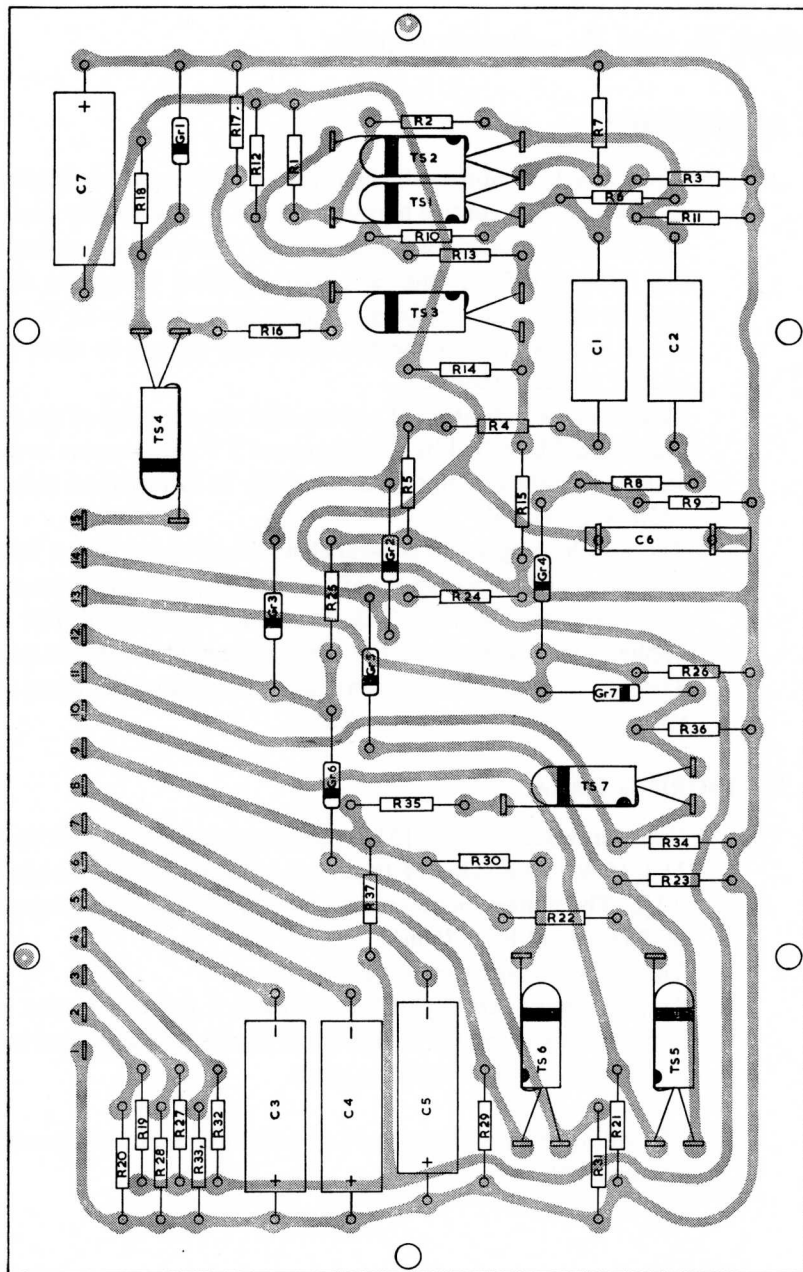 C7
+
-
Gr1
R17
R12
R1
R18
R2
TS2
TS1
R10
R13
R7
R3
R6
R11
TS3
R16
R14
C1
C2
TS4
R4
R5
R15
R8
R9
C6
Gr2
Gr4
Gr3
R25
R24
Gr5
R26
Gr7
R36
Gr6
TS7
R35
R34
R30
R23
R37
R22
15
14
13
12
11
10
9
8
7
6
5
4
3
2
1
TS6
TS5
C3
-
+
C4
-
+
C5
-
+
R20
R19
R28
R27
R33
R32
R29
R31
R21